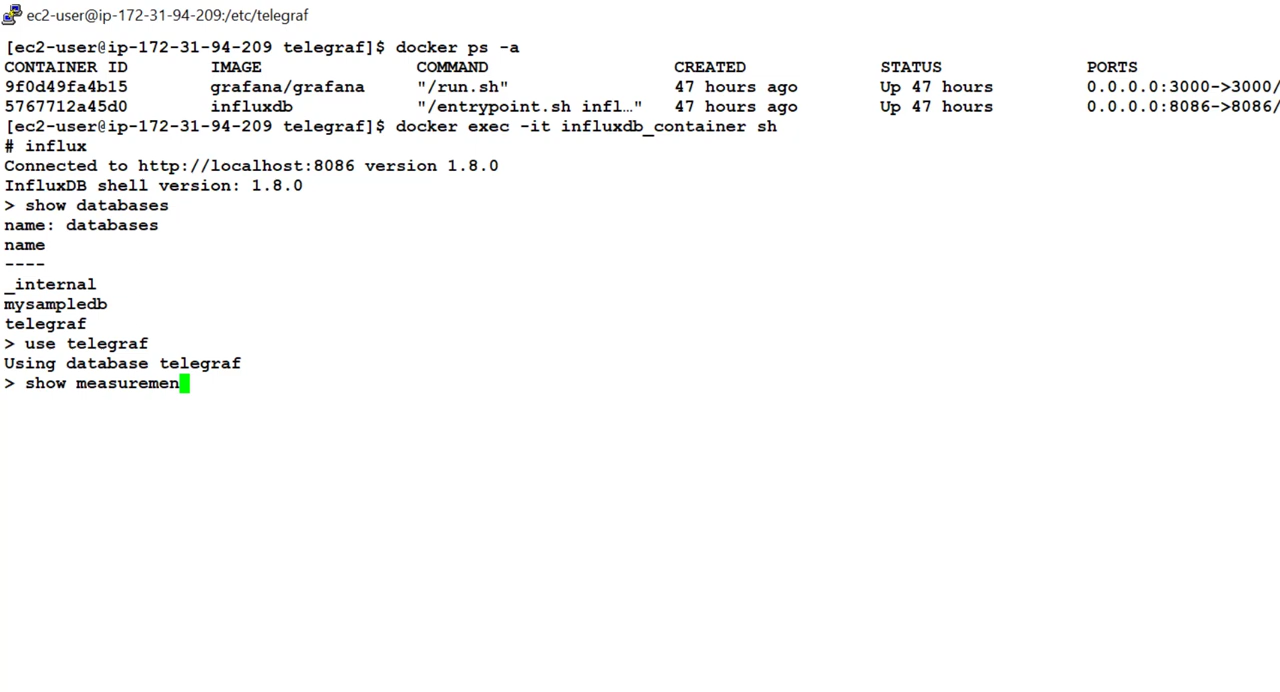 ec2-user@ip-172-31-94-209:/etc/telegraf
[ec2-user@ip-172-31-94-209 telegraf]$ docker ps -a
CONTAINER ID IMAGE COMMAND CREATED STATUS PORTS
9f0d49fa4b15 grafana/grafana "/run.sh" 47 hours ago Up 47 hours 0.0.0.0:3000->3000/
5767712a45d0 influxdb "/entrypoint.sh infl…" 47 hours ago Up 47 hours 0.0.0.0:8086->8086/
[ec2-user@ip-172-31-94-209 telegraf]$ docker exec -it influxdb_container sh
# influx
Connected to http://localhost:8086 version 1.8.0
InfluxDB shell version: 1.8.0
> show databases
name: databases
name
----
_internal
mysampledb
telegraf
> use telegraf
Using database telegraf
> show measuremen